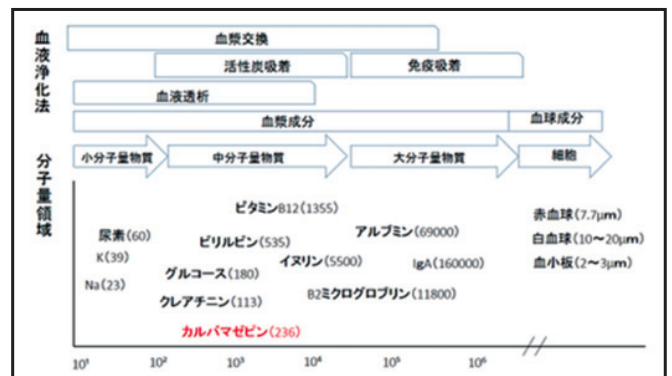 血液浄化法
血漿交換
活性炭吸着
免疫吸着
血液透析
血漿成分
血球成分
分子量領域
小分子量物質
中分子量物質
大分子量物質
細胞
ビタミンB12(1355)
尿素(60)
ビリルビン(535)
アルブミン(69000)
赤血球(7.7μm)
K(39)
イヌリン(5500)
IgA(160000)
白血球(10〜20μm)
Na(23)
グルコース(180)
血小板(2〜3μm)
クレアチニン(113)
B2ミクログロブリン(11800)
カルバマゼピン(236)
10¹ 10² 10³ 10⁴ 10⁵ 10⁶